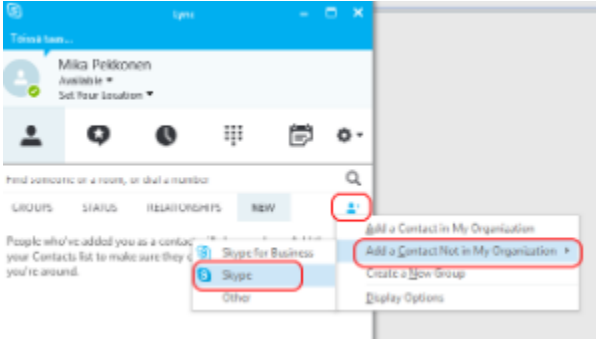 Lync
Mika Pekkonen
Available
Set Your Location
Find someone or a room, or dial a number
GROUPS STATUS RELATIONSHIPS NEW
People who've added you as a contact
your Contacts list to make sure they
you're around.
Add a Contact in My Organization
Add a Contact Not in My Organization
Create a New Group
Display Options
Skype for Business
Skype
Other